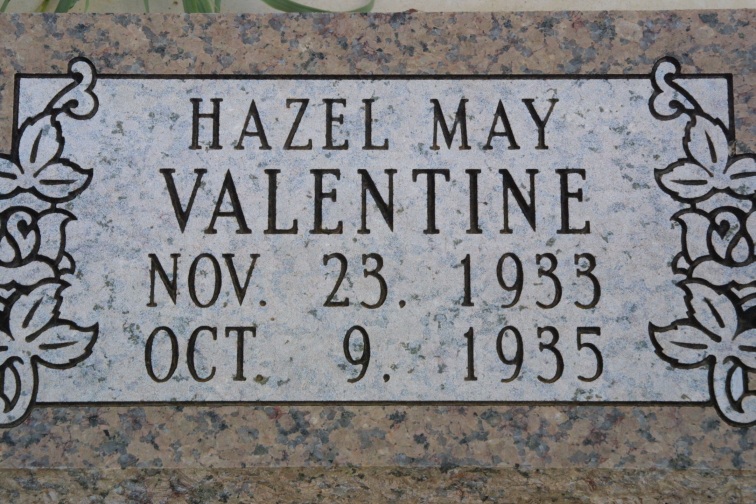 HAZEL MAY
VALENTINE
NOV. 23, 1933
OCT. 9, 1935